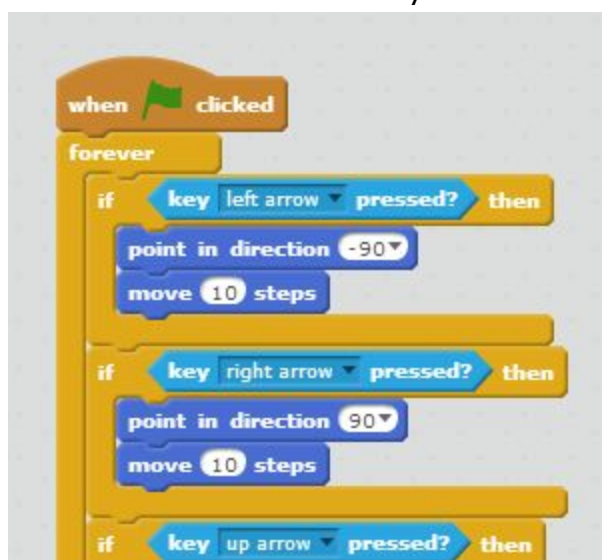 when clicked
forever
if key left arrow pressed? then
point in direction -90
move 10 steps
if key right arrow pressed? then
point in direction 90
move 10 steps
if key up arrow pressed? then